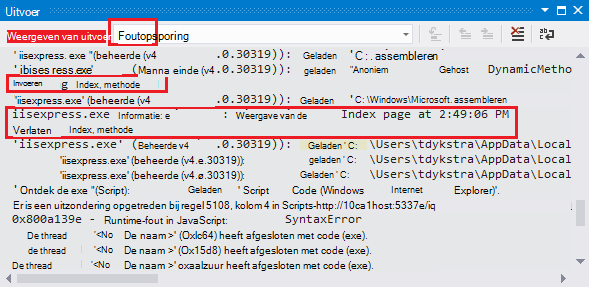 Uitvoer
Weergeven van uitvoer Foutopsporing
' iisexpress. exe "(beheerde (v4 .0.30319)): Geladen 'C:. assembleren
' ibises ress.exe' (Manna einde (v4.0.30319)): geladen "Anoniem Gehost DynamicMetho
Invoeren g Index, methode
'iisexpress.exe' (beheerde (v4 .0.30319)): geladen 'C:\Windows\Microsoft. assembleren
iisexpress.exe Informatie: e : Weergave van de Index page at 2:49:06 PM
Verlaten Index, methode
'iisexpress.exe' (Beheerde (v4 .0.30319)): Geladen ' C: \Users\tdykstra\AppData\Local
'iisexpress.exe' (beheerde (v4.ø.30319)): geladen ' C: \Users\tdykstra\AppData\Local
'iisexpress.exe' (beheerde (v4.ø.30319)): Geladen ' C: \Users\tdykstra\AppData\Local
' Ontdek de exe "(Script): Geladen ' Script Code (Windows Internet Explorer)'.
Er is een uitzondering opgetreden bij regel 5108, kolom 4 in Scripts-http://10ca1host:5337e/iq
0x800a139e - Runtime-fout in JavaScript: SyntaxError
De thread '<No De naam >' (Oxlc64) heeft afgesloten met code (exe).
de thread '<No De naam >' (Ox15d8) heeft afgesloten met code (exe).
De thread '<No De naam >' oxaalzuur heeft afgesloten met code (exe).